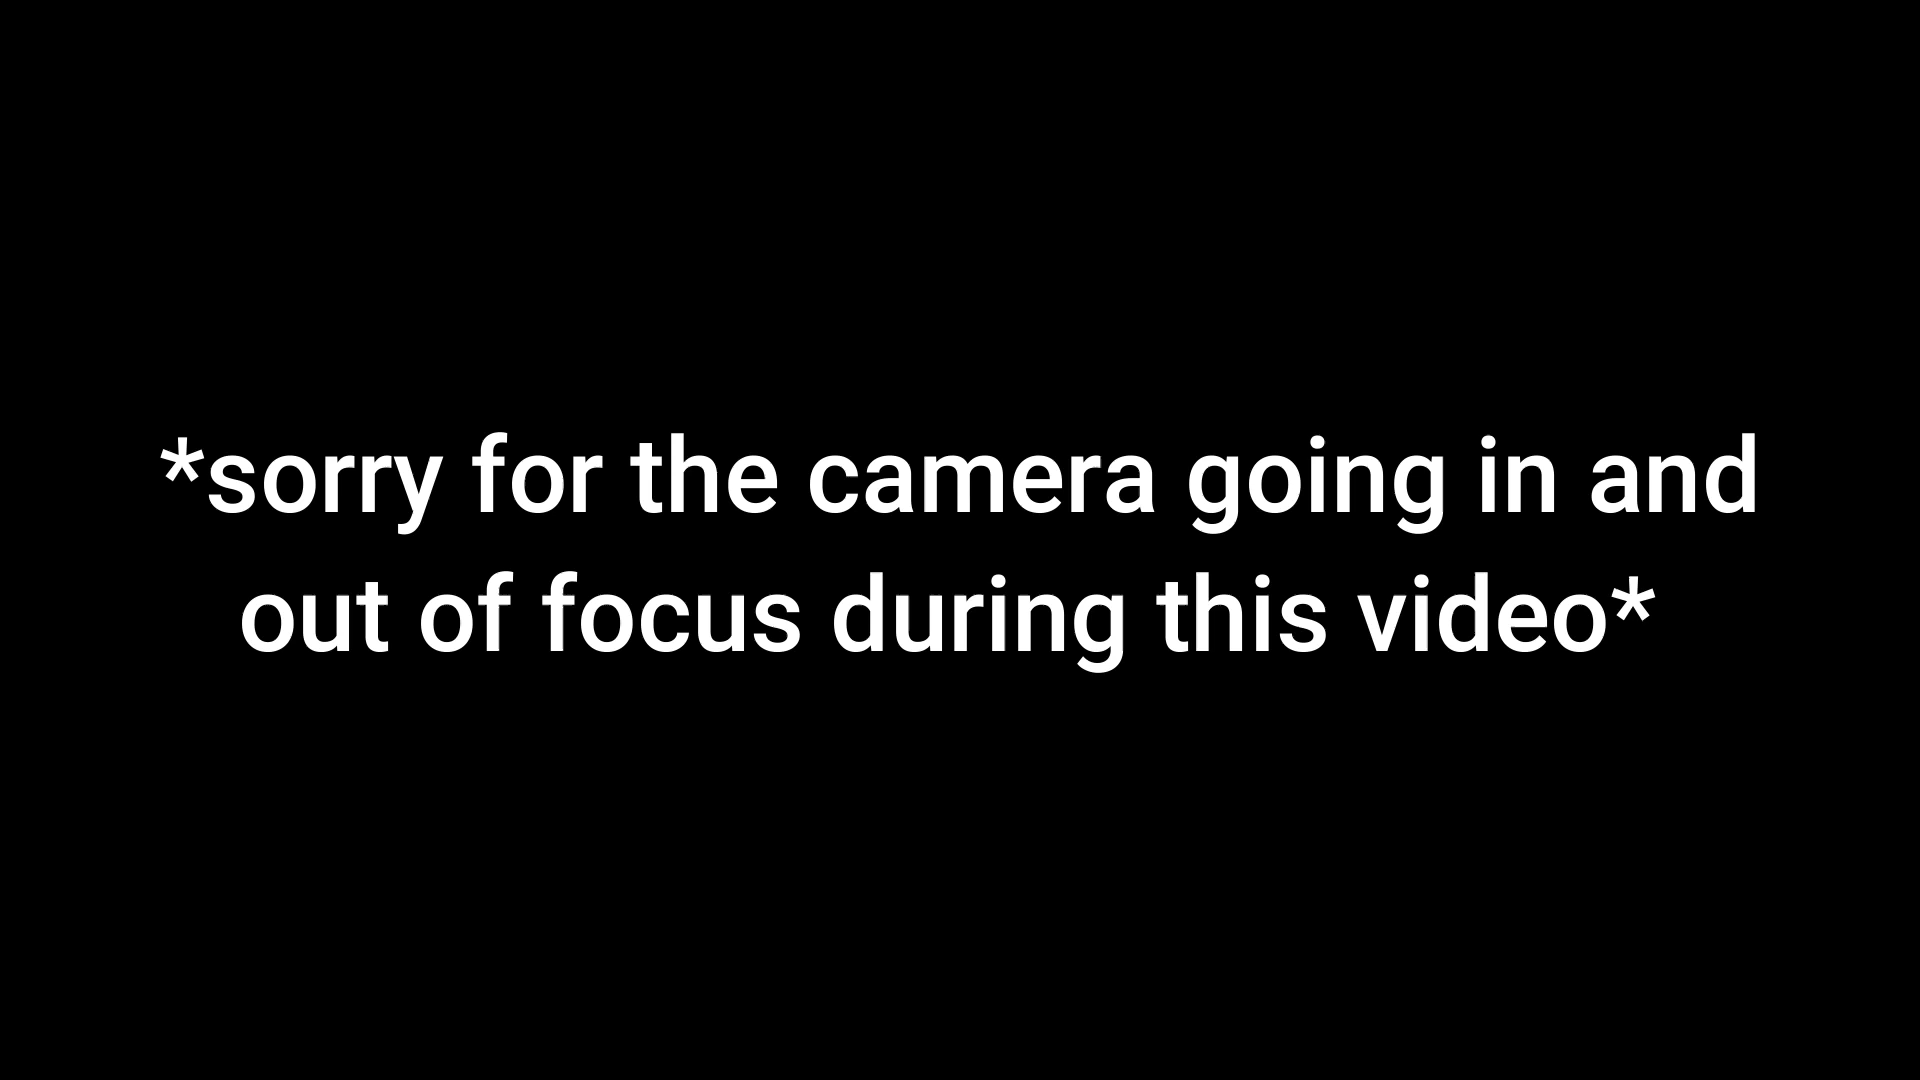 *sorry for the camera going in and
out of focus during this video*